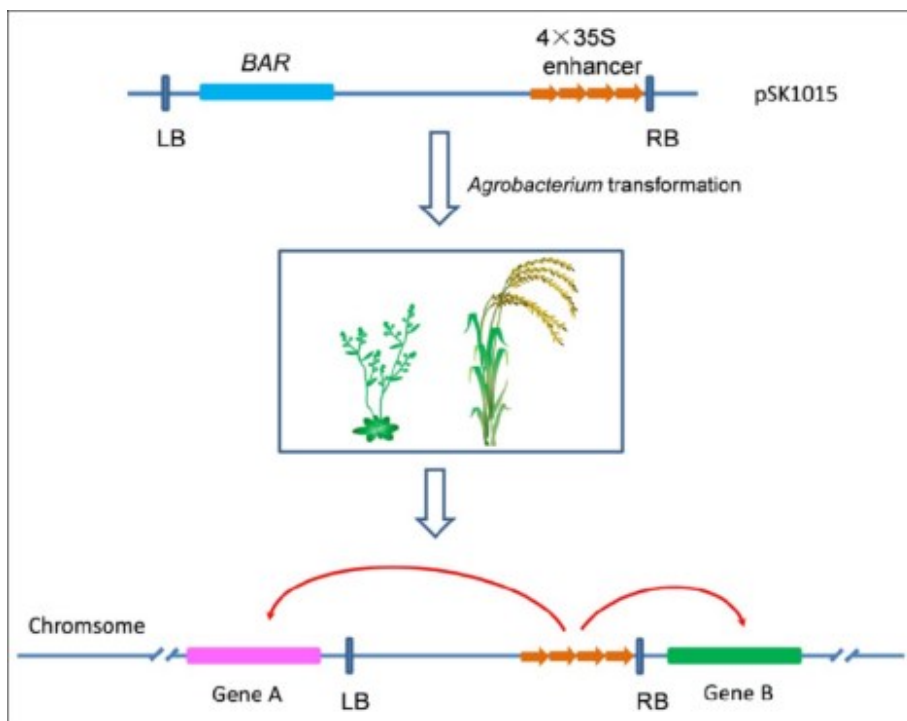 4×35S
BAR
enhancer
pSK1015
LB
RB
Agrobacterium transformation
Chromsome
Gene A
LB
RB
Gene B